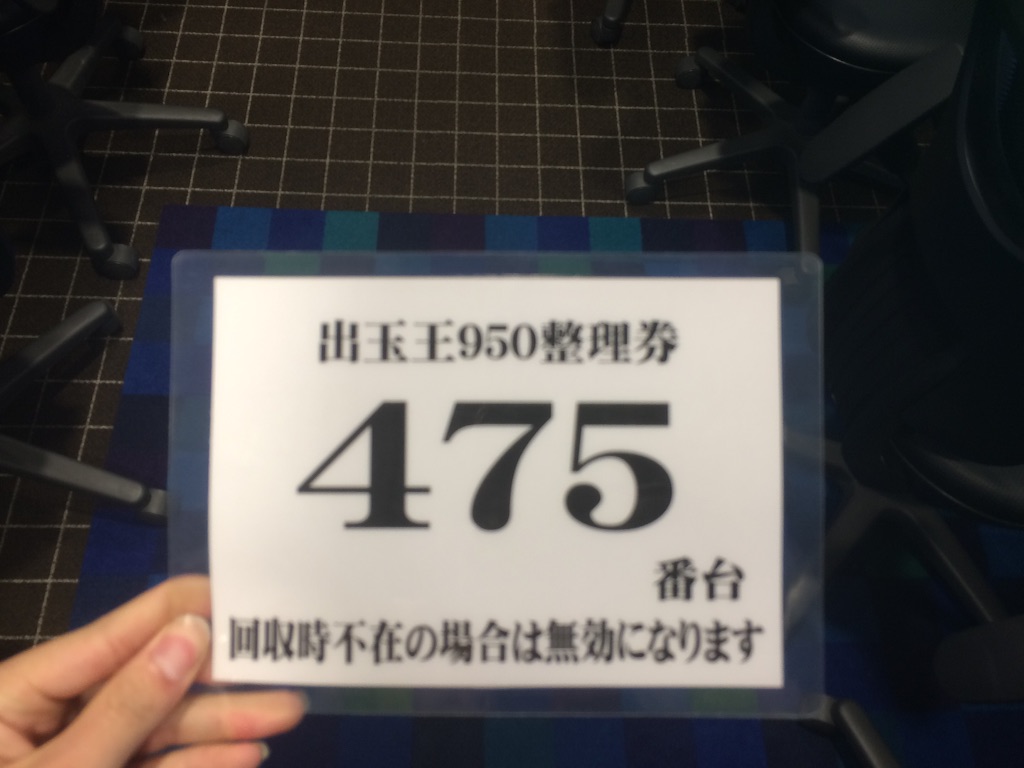 出玉王950整理券
475
番台
回収時不在の場合は無効になります